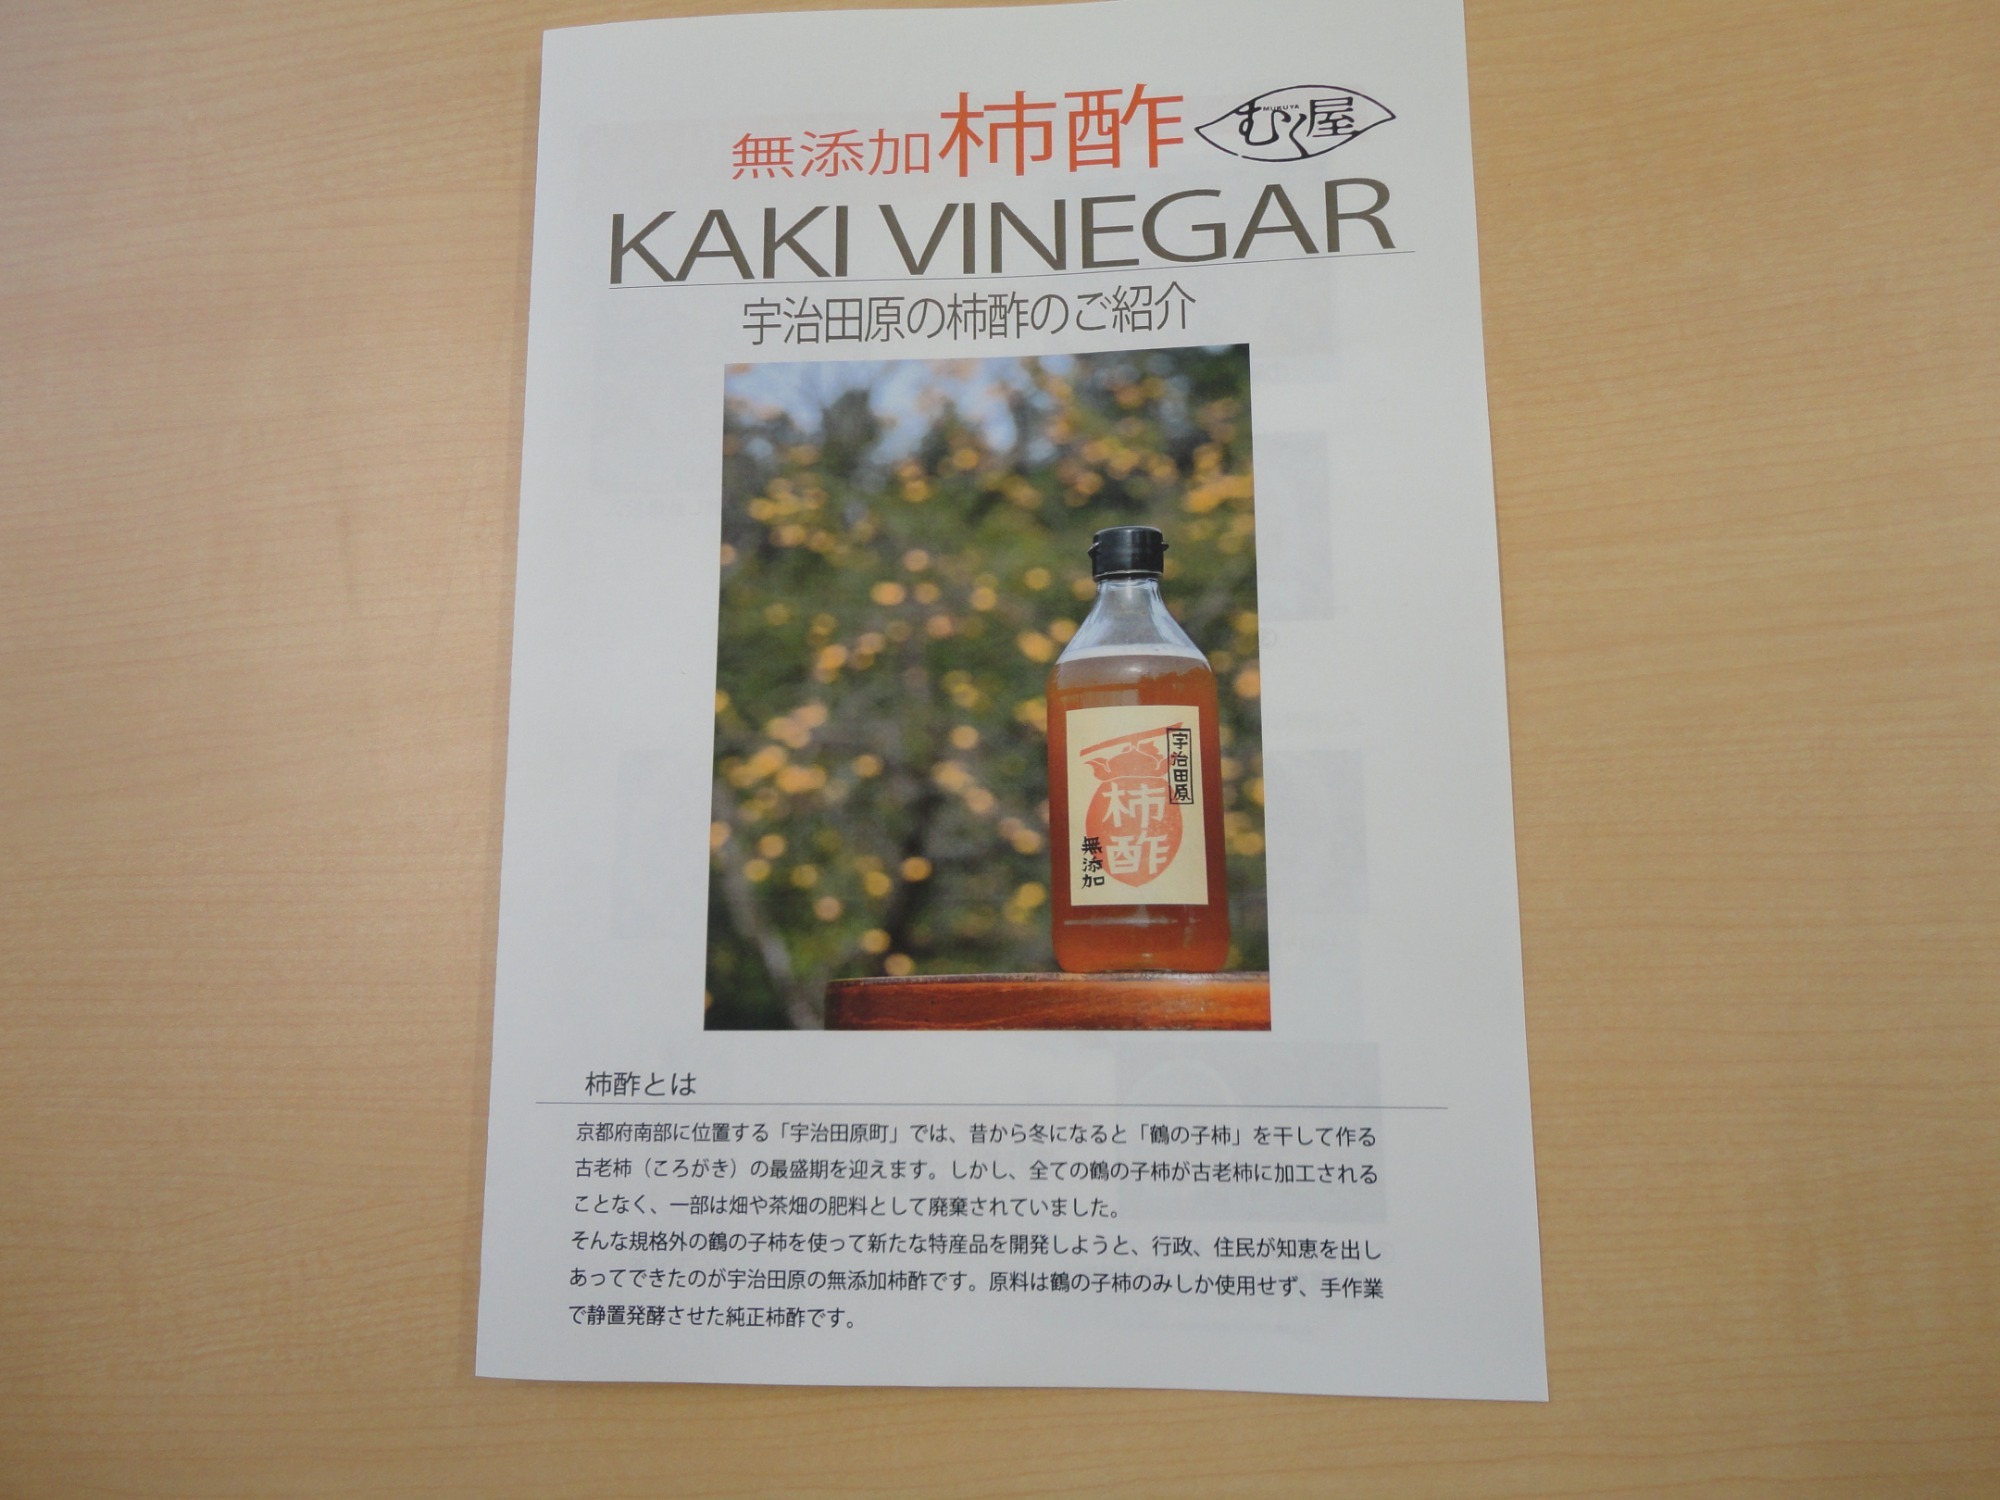 無添加柿酢
MUKUYA
むく屋
KAKI VINEGAR
宇治田原の柿酢のご紹介
宇治田原
柿酢
無添加
柿酢とは
京都府南部に位置する「宇治田原町」では、昔から冬になると「鶴の子柿」を干して作る
古老柿（ころがき）の最盛期を迎えます。しかし、全ての鶴の子柿が古老柿に加工される
ことなく、一部は畑や茶畑の肥料として廃棄されていました。
そんな規格外の鶴の子柿を使って新たな特産品を開発しようと、行政、住民が知恵を出し
あってできたのが宇治田原の無添加柿酢です。原料は鶴の子柿のみしか使用せず、手作業
で静置発酵させた純正柿酢です。